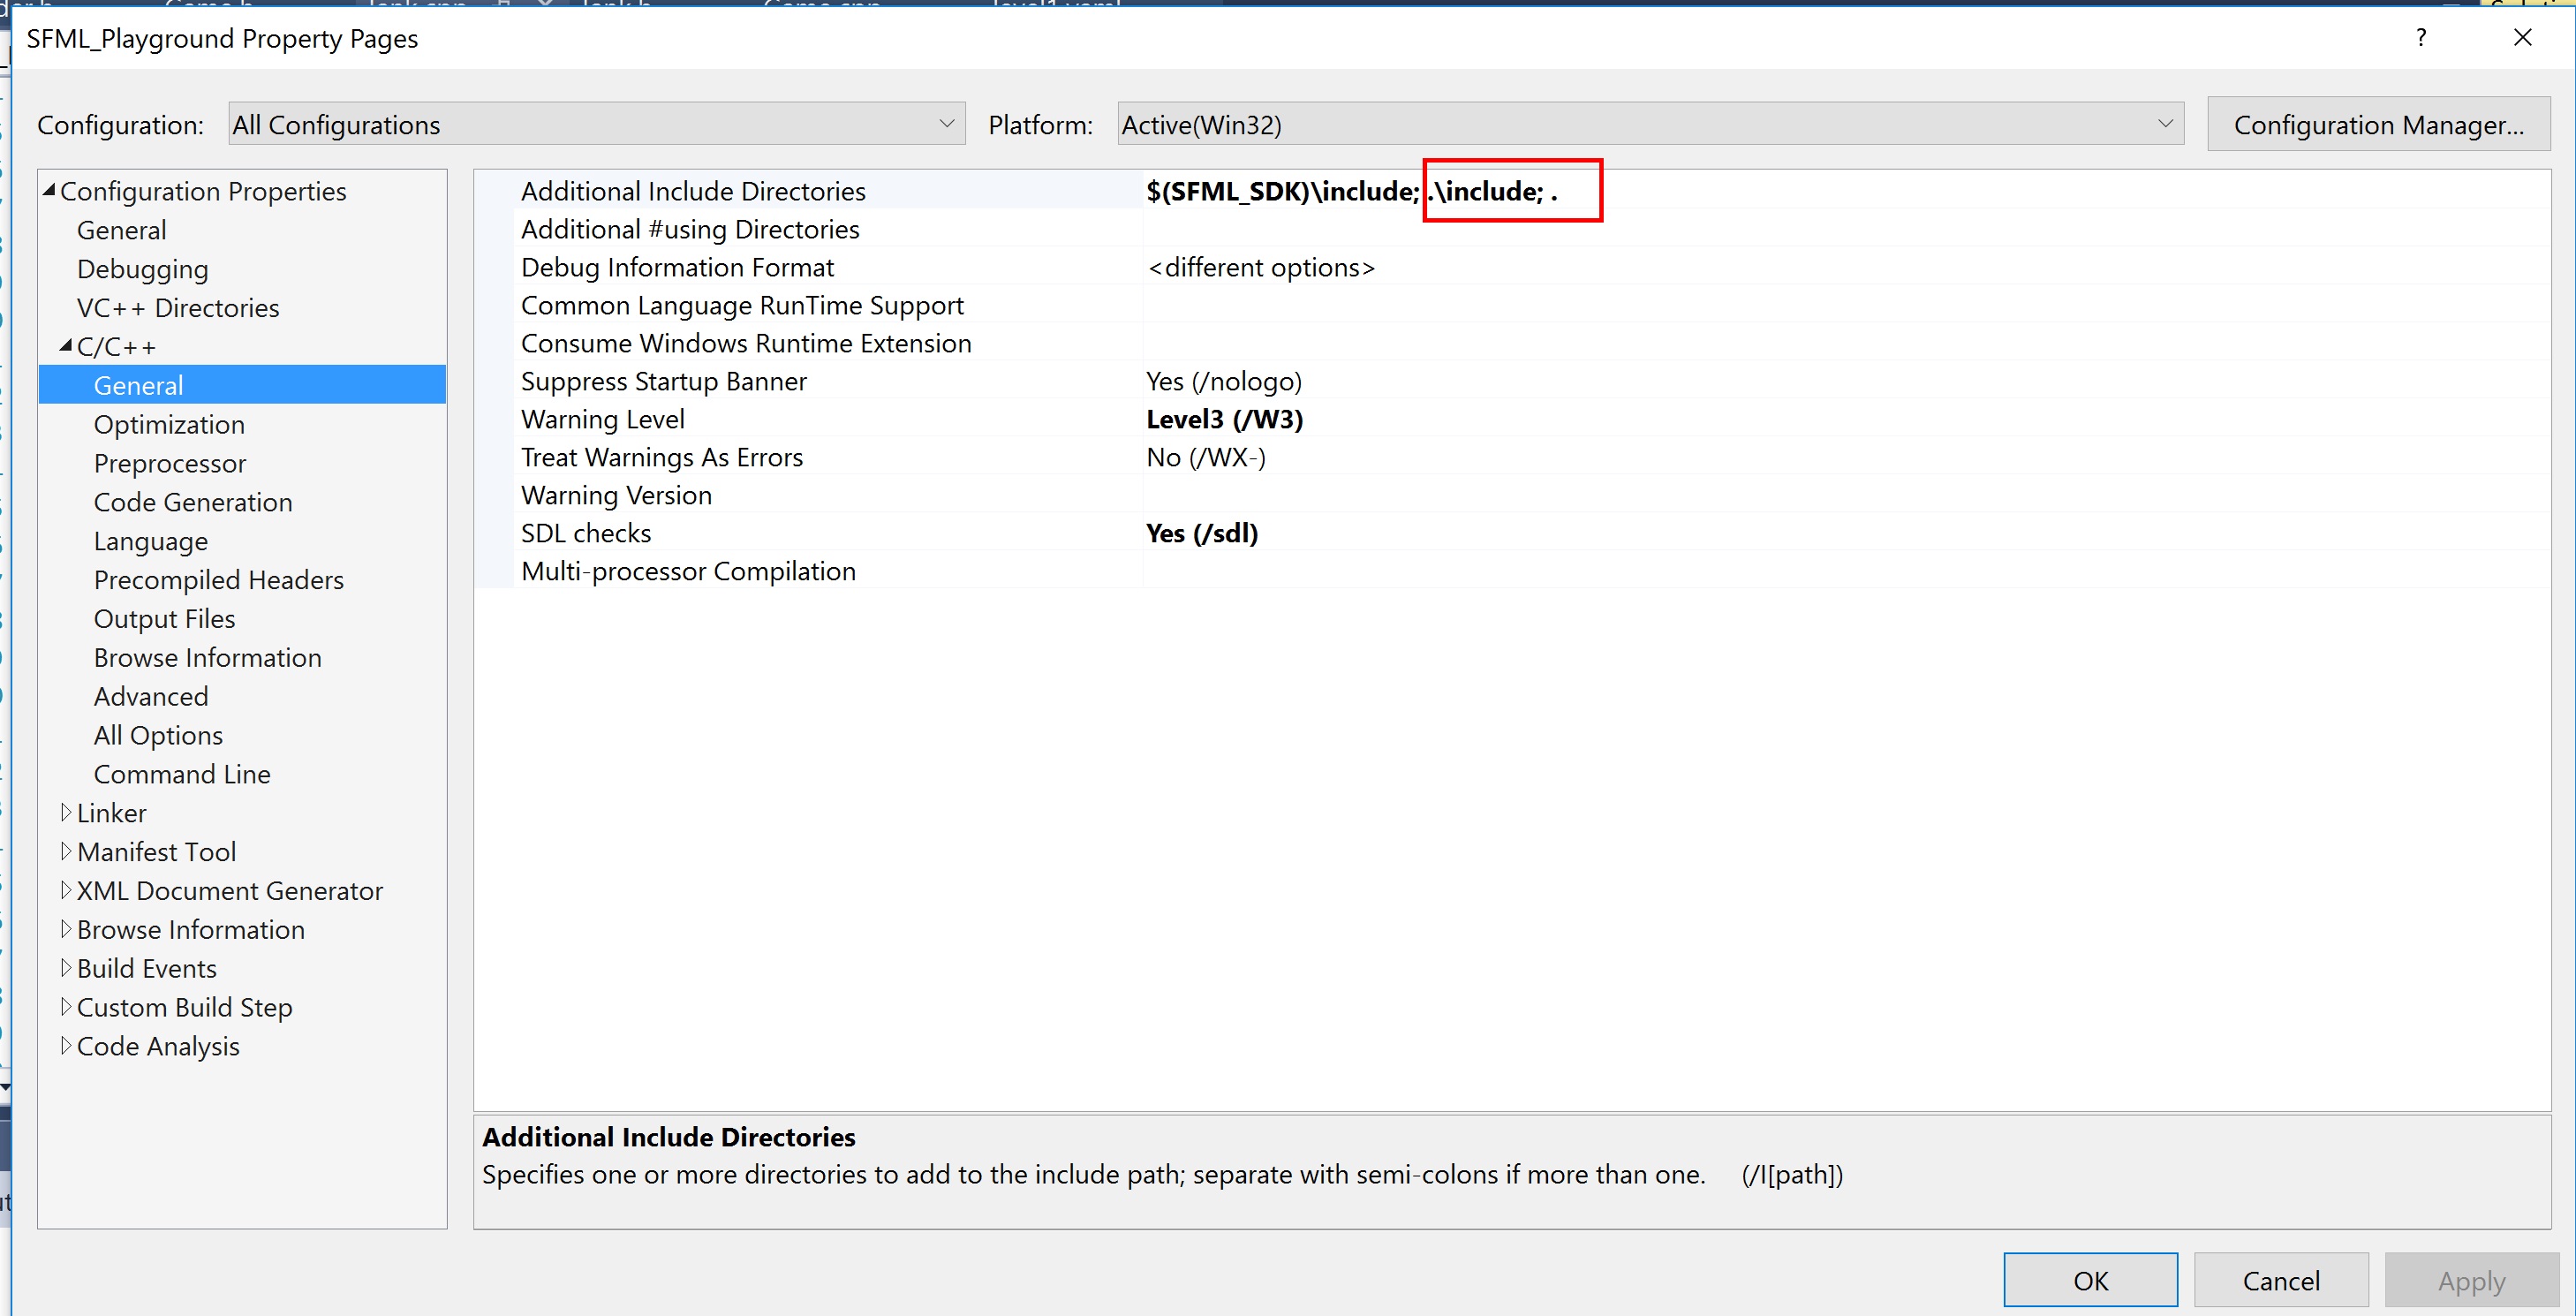 SFML_Playground Property Pages
?
Configuration: All Configurations Platform: Active(Win32) Configuration Manager...
Configuration Properties
General
Debugging
VC++ Directories
C/C++
General
Optimization
Preprocessor
Code Generation
Language
Precompiled Headers
Output Files
Browse Information
Advanced
All Options
Command Line
Linker
Manifest Tool
XML Document Generator
Browse Information
Build Events
Custom Build Step
Code Analysis
Additional Include Directories $(SFML_SDK)\include; .\include; .
Additional #using Directories
Debug Information Format <different options>
Common Language RunTime Support
Consume Windows Runtime Extension
Suppress Startup Banner Yes (/nologo)
Warning Level Level3 (/W3)
Treat Warnings As Errors No (/WX-)
Warning Version
SDL checks Yes (/sdl)
Multi-processor Compilation
Additional Include Directories
Specifies one or more directories to add to the include path; separate with semi-colons if more than one. (/I[path])
OK Cancel Apply